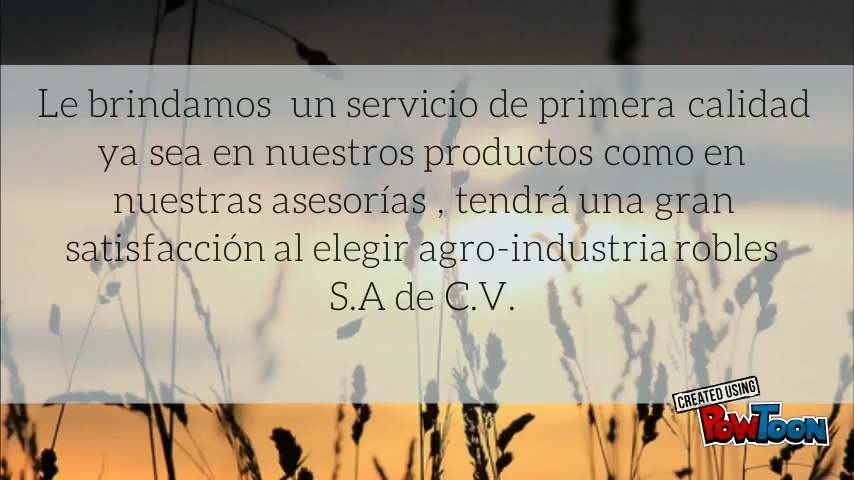 Le brindamos un servicio de primera calidad
ya sea en nuestros productos como en
nuestras asesorías , tendrá una gran
satisfacción al elegir agro-industria robles
S.A de C.V.
CREATED USING
POWTOON